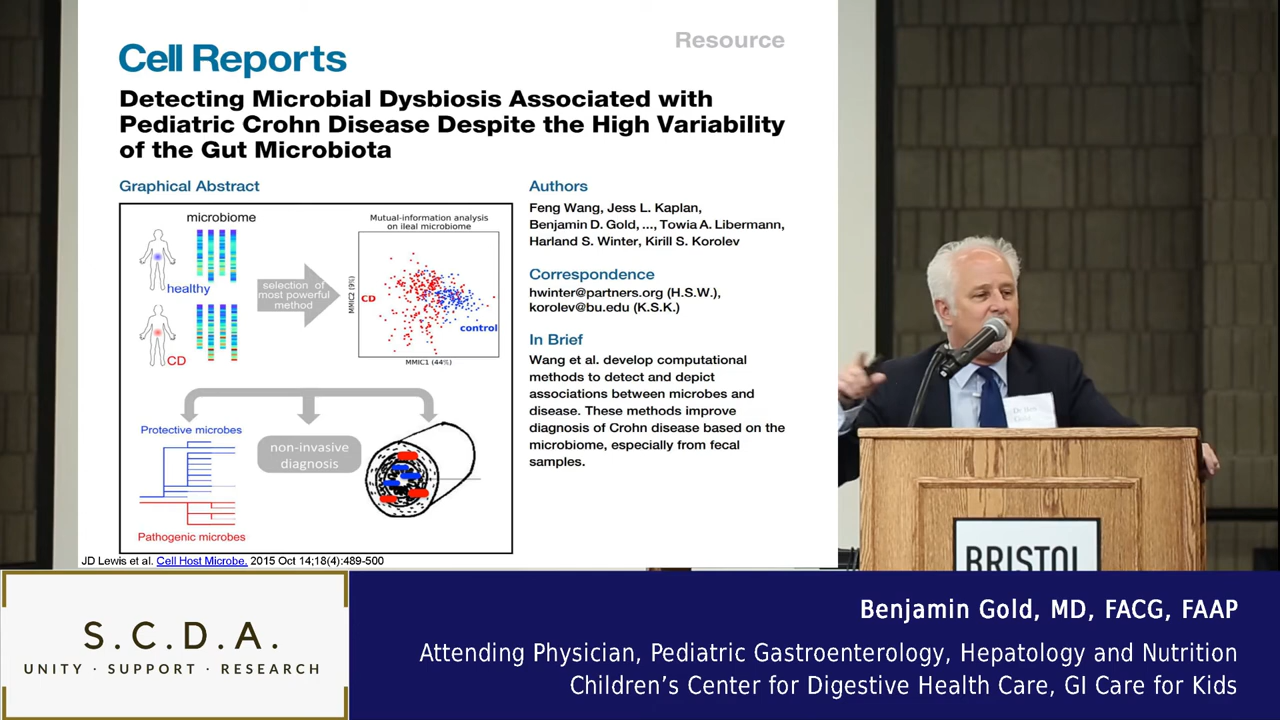 Resource
Cell Reports
Detecting Microbial Dysbiosis Associated with
Pediatric Crohn Disease Despite the High Variability
of the Gut Microbiota
Graphical Abstract
microbiome
healthy
CD
selection of
most powerful
method
Mutual-information analysis
on ileal microbiome
MMIC2 (9%)
CD
control
MMIC1 (44%)
Protective microbes
non-invasive
diagnosis
Pathogenic microbes
Authors
Feng Wang, Jess L. Kaplan,
Benjamin D. Gold, ..., Towia A. Libermann,
Harland S. Winter, Kirill S. Korolev
Correspondence
hwinter@partners.org (H.S.W.),
korolev@bu.edu (K.S.K.)
In Brief
Wang et al. develop computational
methods to detect and depict
associations between microbes and
disease. These methods improve
diagnosis of Crohn disease based on the
microbiome, especially from fecal
samples.
JD Lewis et al. Cell Host Microbe. 2015 Oct 14;18(4):489-500
BRISTOL
S.C.D.A.
UNITY · SUPPORT · RESEARCH
Benjamin Gold, MD, FACG, FAAP
Attending Physician, Pediatric Gastroenterology, Hepatology and Nutrition
Children's Center for Digestive Health Care, GI Care for Kids